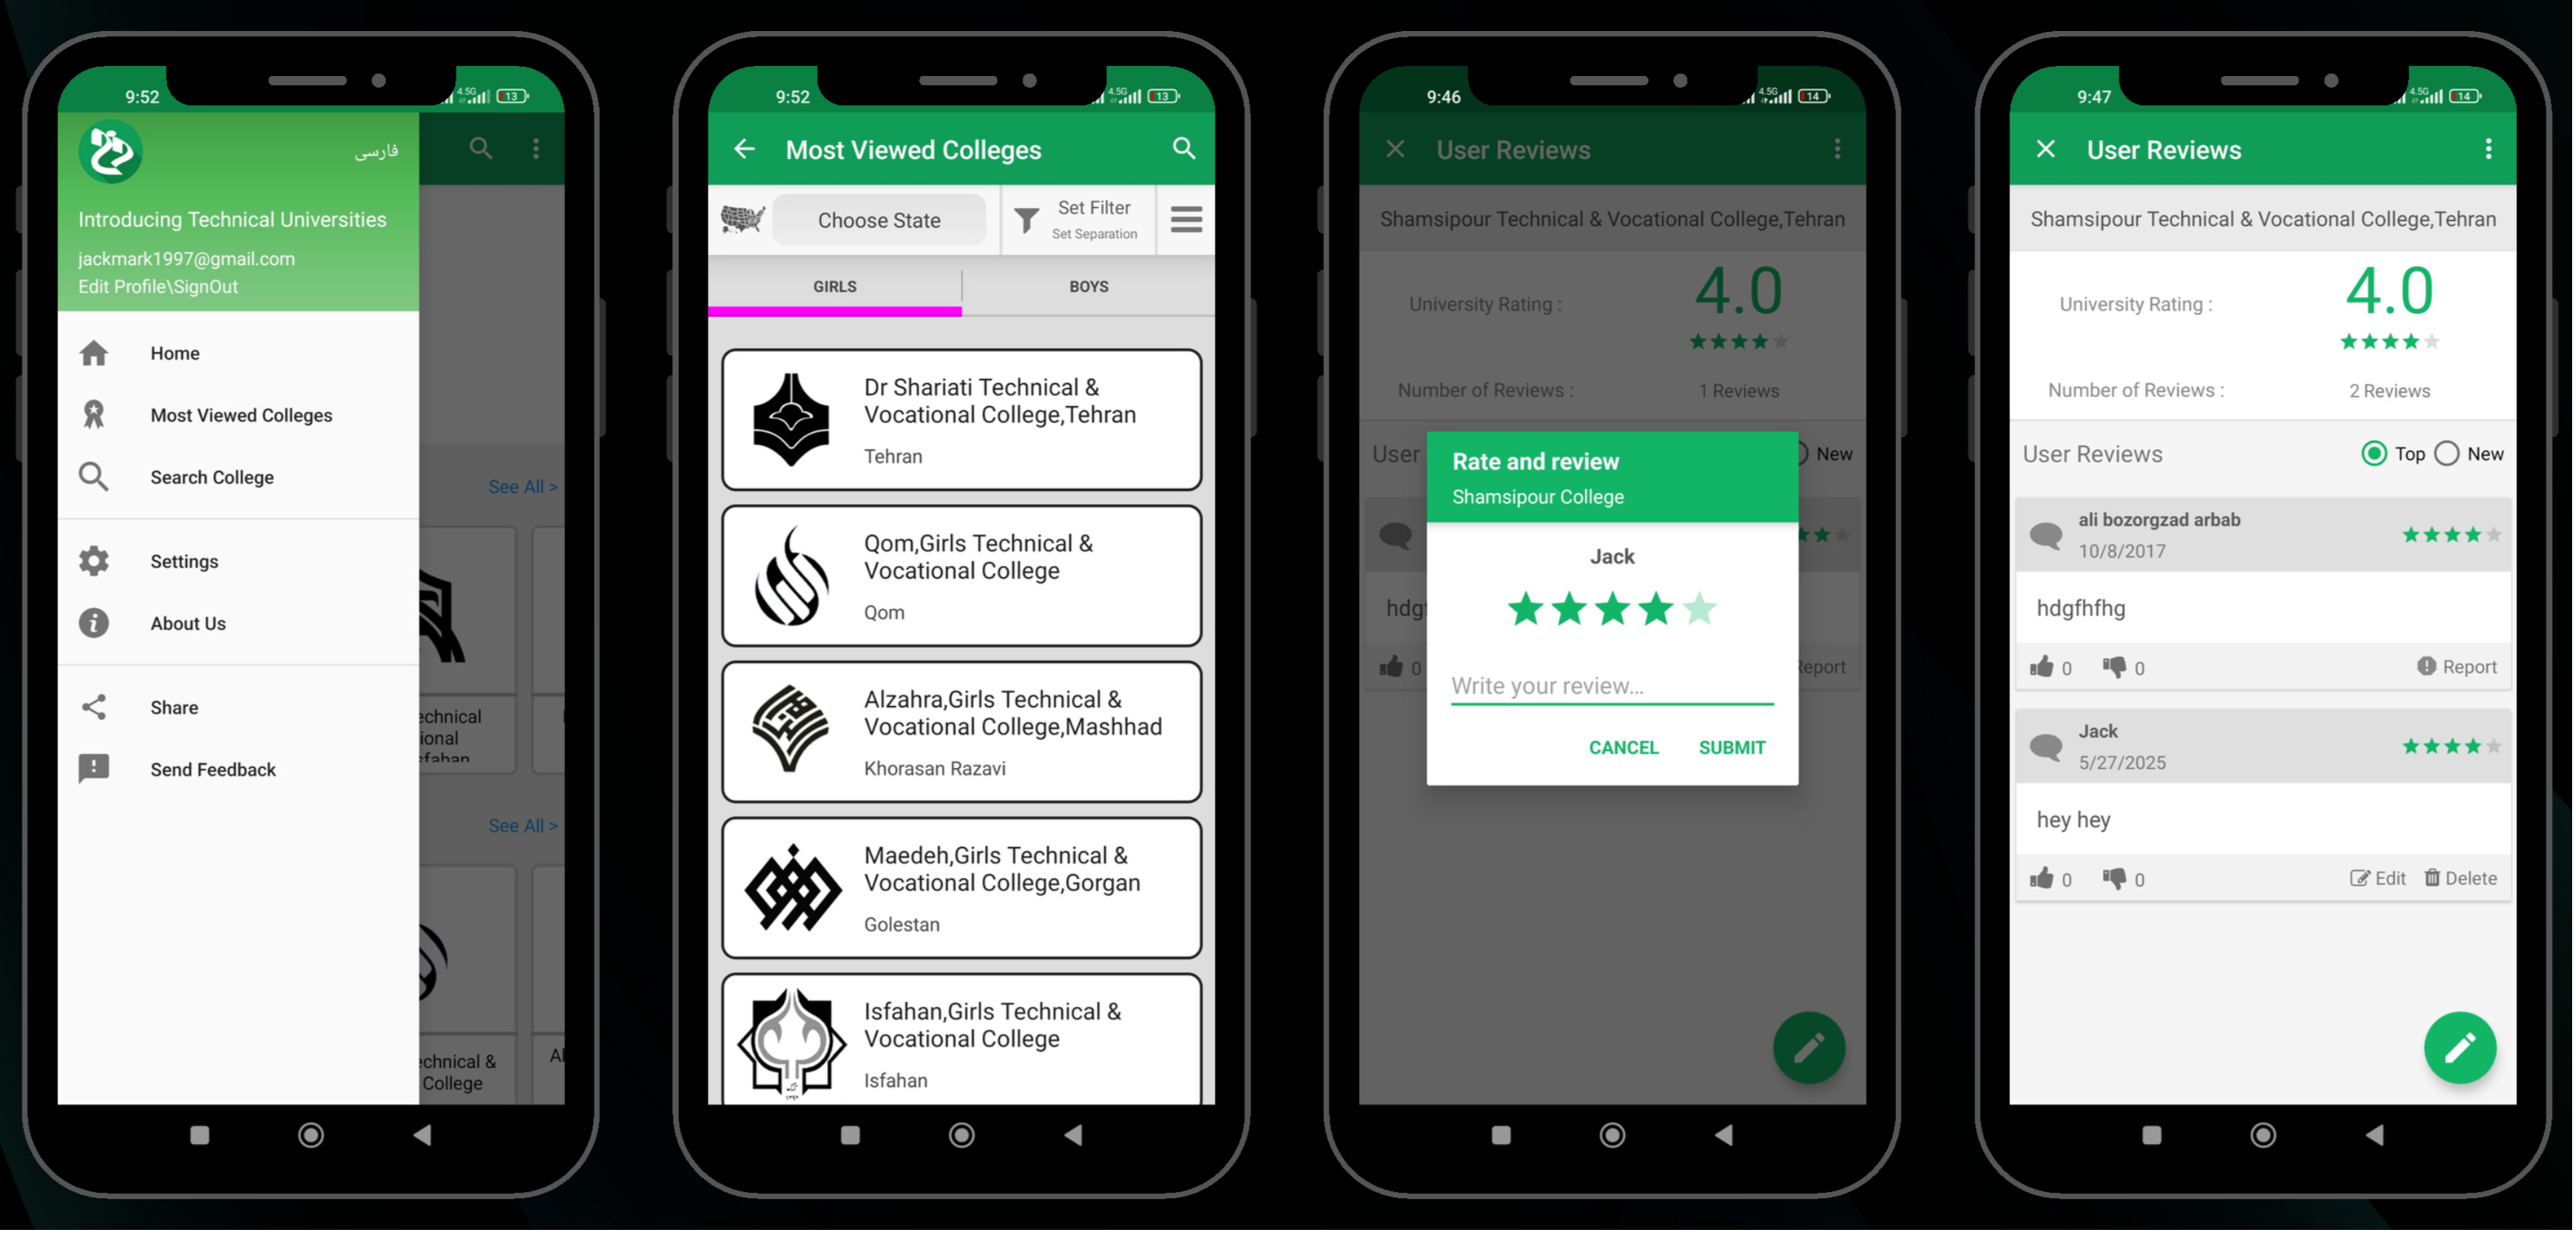 9:52
4.5G
13
فارسی
Introducing Technical Universities
jackmark1997@gmail.com
Edit Profile\SignOut
Home
Most Viewed Colleges
Search College
Settings
About Us
Share
Send Feedback
See All >
echnical
ional
sfahan
See All >
echnical &
College
Al
9:52
4.5G
13
Most Viewed Colleges
Choose State
Set Filter
Set Separation
GIRLS
BOYS
Dr Shariati Technical &
Vocational College,Tehran
Tehran
Qom,Girls Technical &
Vocational College
Qom
Alzahra,Girls Technical &
Vocational College,Mashhad
Khorasan Razavi
Maedeh,Girls Technical &
Vocational College,Gorgan
Golestan
Isfahan,Girls Technical &
Vocational College
Isfahan
9:46
4.5G
14
User Reviews
Shamsipour Technical & Vocational College,Tehran
University Rating :
4.0
Number of Reviews :
1 Reviews
User
New
hdgf
0
Report
Rate and review
Shamsipour College
Jack
Write your review...
CANCEL
SUBMIT
9:47
4.5G
14
User Reviews
Shamsipour Technical & Vocational College,Tehran
University Rating :
4.0
Number of Reviews :
2 Reviews
User Reviews
Top
New
ali bozorgzad arbab
10/8/2017
hdgfhfhg
0
0
Report
Jack
5/27/2025
hey hey
0
0
Edit
Delete